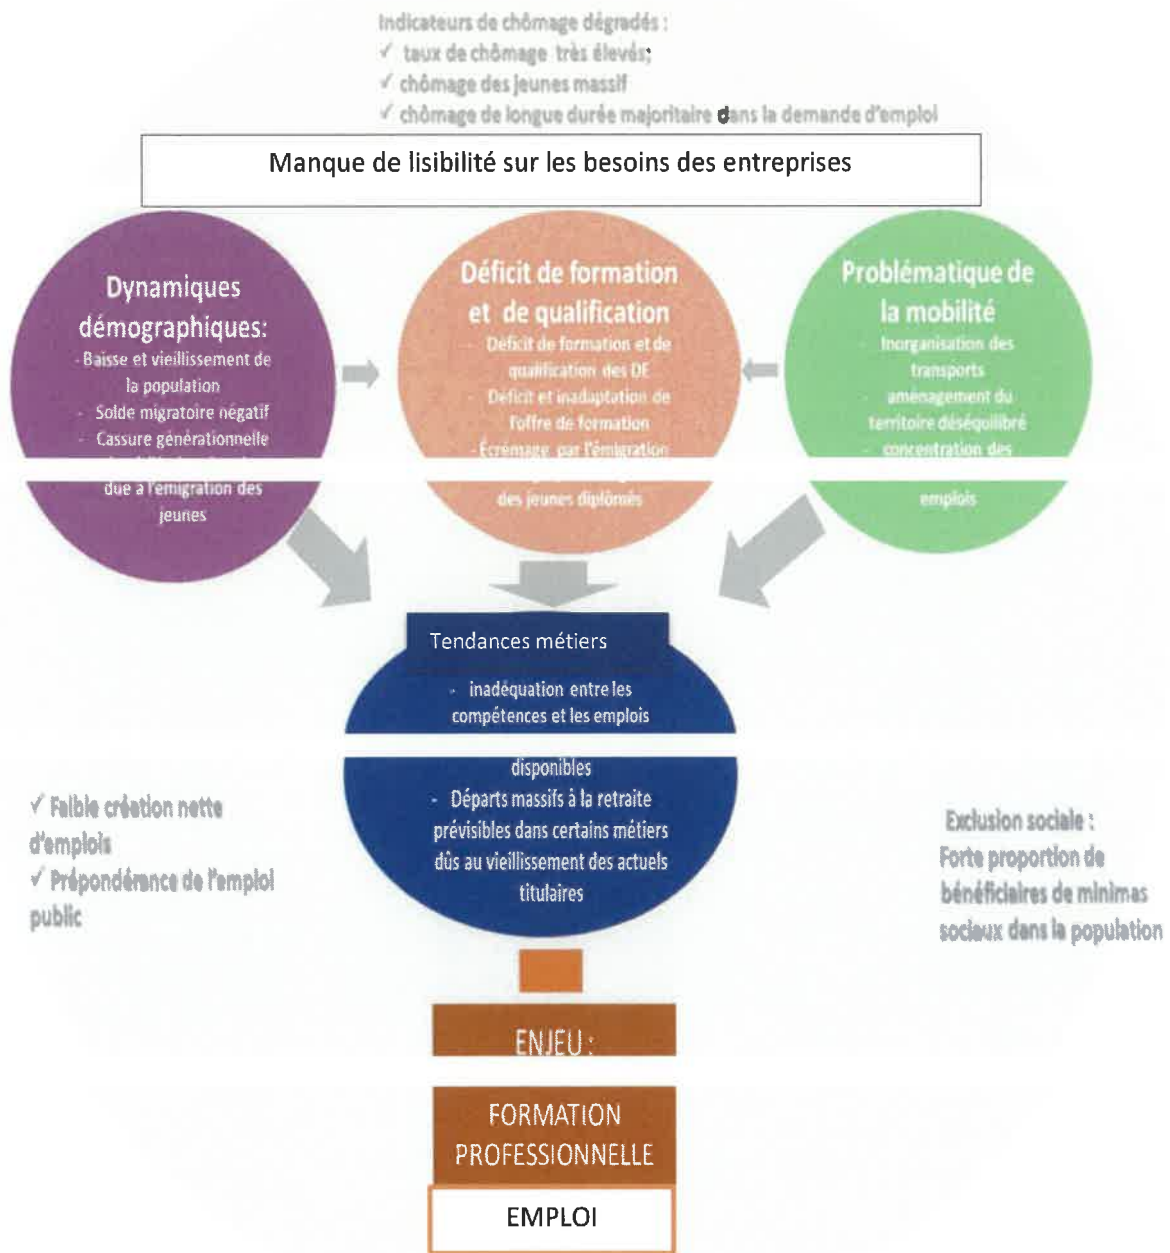 Indicateurs de chômage dégradés :
✓ taux de chômage très élevés;
✓ chômage des jeunes massif
✓ chômage de longue durée majoritaire dans la demande d'emploi
Manque de lisibilité sur les besoins des entreprises
Dynamiques
démographiques:
- Baisse et vieillissement de
la population
- Solde migratoire négatif
- Cassure générationnelle
due à l'émigration des
jeunes
Déficit de formation
et de qualification
- Déficit de formation et de
qualification des DE
- Déficit et inadaptation de
l'offre de formation
- Écrémage par l'émigration
des jeunes diplômés
Problématique de
la mobilité
- Inorganisation des
transports
- aménagement du
territoire déséquilibré
- concentration des
emplois
Tendances métiers
- inadéquation entre les
compétences et les emplois
disponibles
- Départs massifs à la retraite
prévisibles dans certains métiers
dûs au vieillissement des actuels
titulaires
✓ Faible création nette
d'emplois
✓ Prépondérance de l'emploi
public
Exclusion sociale :
Forte proportion de
bénéficiaires de minimas
sociaux dans la population
ENJEU :
FORMATION
PROFESSIONNELLE
EMPLOI